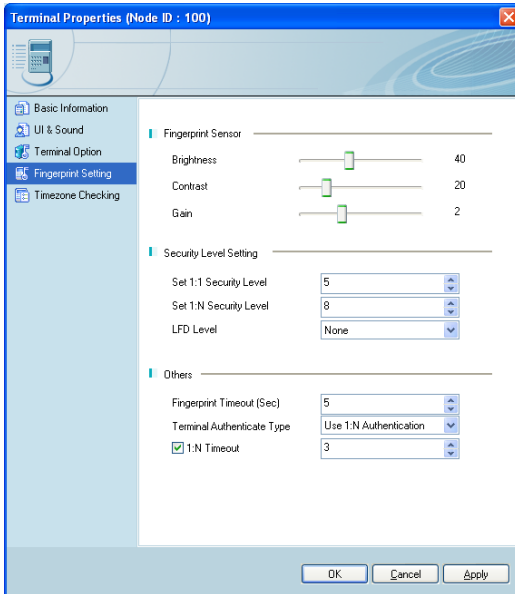 Terminal Properties (Node ID : 100)
Basic Information
UI & Sound
Terminal Option
Fingerprint Setting
Timezone Checking
Fingerprint Sensor
Brightness 40
Contrast 20
Gain 2
Security Level Setting
Set 1:1 Security Level 5
Set 1:N Security Level 8
LFD Level None
Others
Fingerprint Timeout (Sec) 5
Terminal Authenticate Type Use 1:N Authentication
1:N Timeout 3
OK Cancel Apply